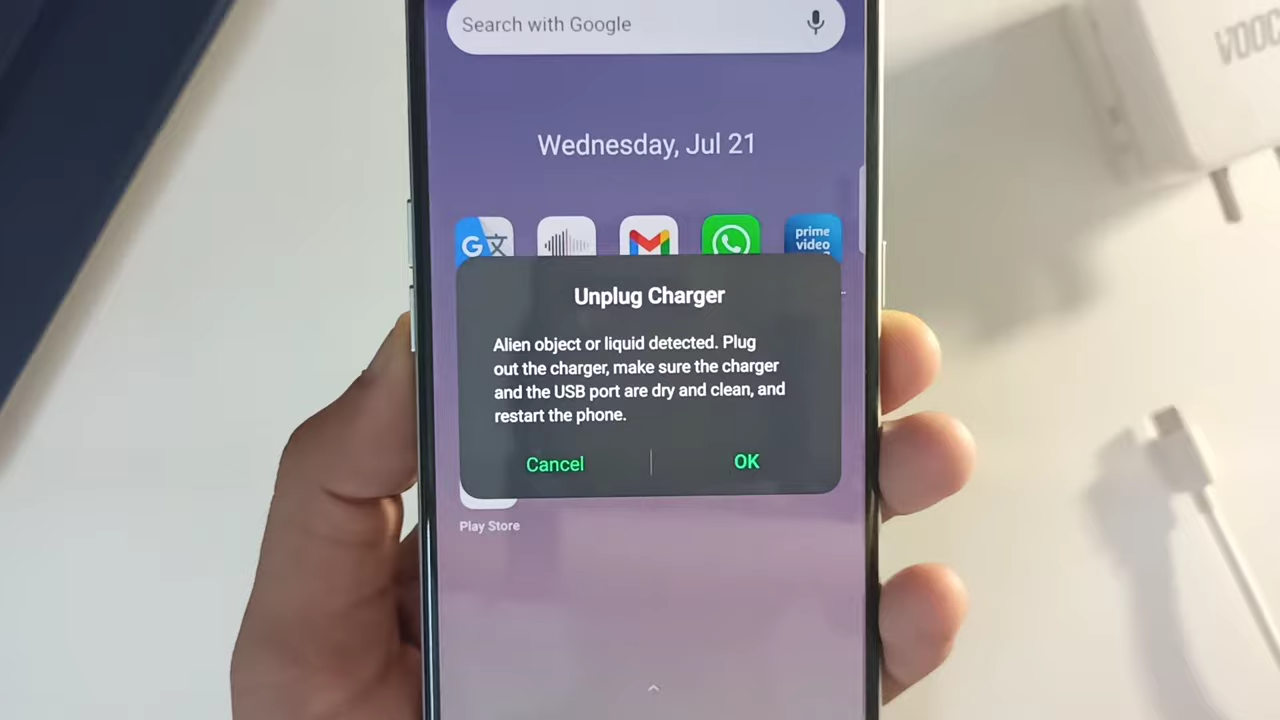 Search with Google
VOOC
Wednesday, Jul 21
G文
prime
video
Unplug Charger
Alien object or liquid detected. Plug
out the charger, make sure the charger
and the USB port are dry and clean, and
restart the phone.
Cancel
OK
Play Store